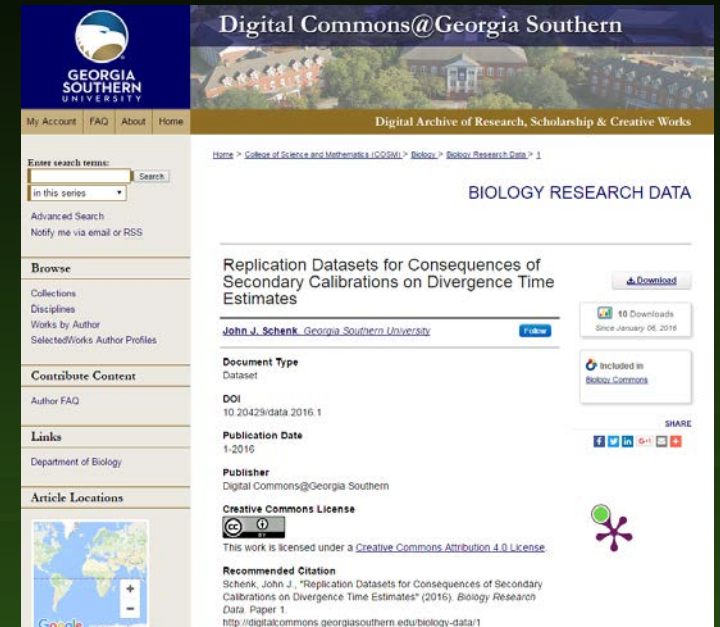 GEORGIA
SOUTHERN
UNIVERSITY
Digital Commons@Georgia Southern
My Account FAQ About Home
Digital Archive of Research, Scholarship & Creative Works
Enter search terms:
Search
in this series
Advanced Search
Notify me via email or RSS
Browse
Collections
Disciplines
Works by Author
SelectedWorks Author Profiles
Contribute Content
Author FAQ
Links
Department of Biology
Article Locations
+
-
Google
Home > College of Science and Mathematics (COSM) > Biology > Biology Research Data > 1
BIOLOGY RESEARCH DATA
Replication Datasets for Consequences of
Secondary Calibrations on Divergence Time
Estimates
John J. Schenk, Georgia Southern University
Follow
Document Type
Dataset
DOI
10.20429/data.2016.1
Publication Date
1-2016
Publisher
Digital Commons@Georgia Southern
Creative Commons License
cc
BY
This work is licensed under a Creative Commons Attribution 4.0 License.
Recommended Citation
Schenk, John J., "Replication Datasets for Consequences of Secondary
Calibrations on Divergence Time Estimates" (2016). Biology Research
Data. Paper 1.
http://digitalcommons.georgiasouthern.edu/biology-data/1
Download
10 Downloads
Since January 06, 2016
Included in
Biology Commons
SHARE
f
in
G+
+